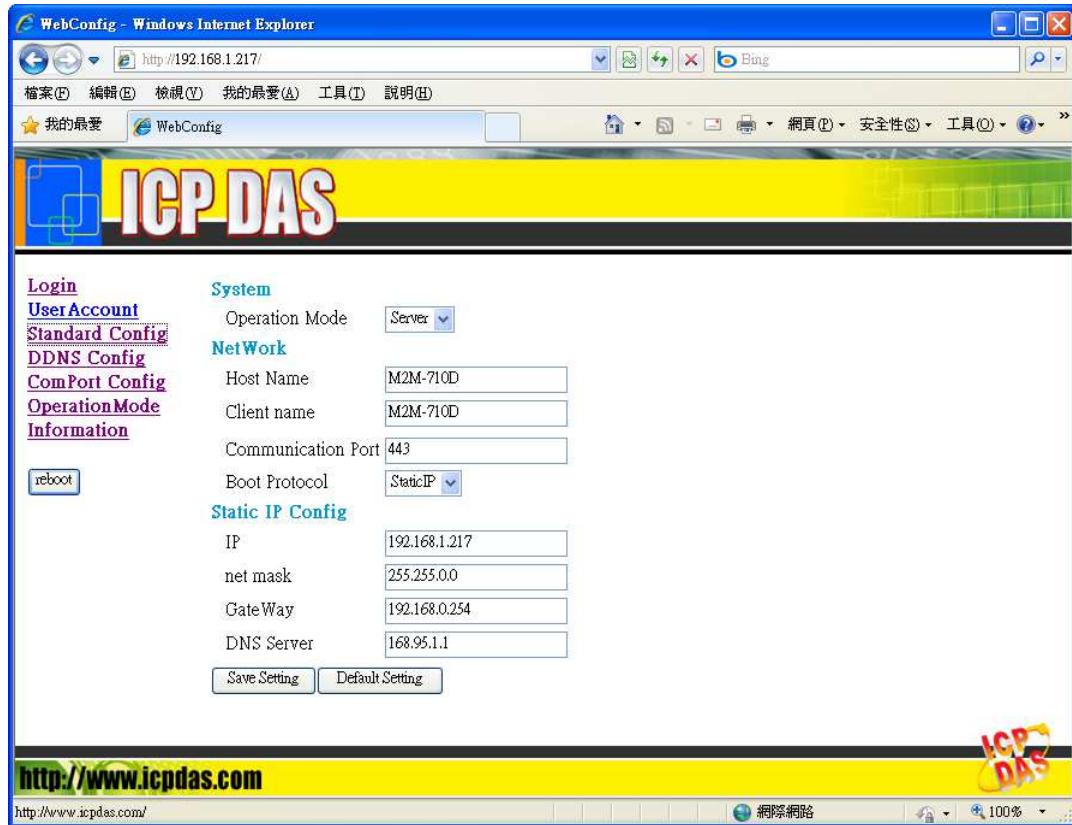 WebConfig - Windows Internet Explorer
http://192.168.1.217/
Bing
檔案(F) 編輯(E) 檢視(V) 我的最愛(A) 工具(T) 說明(H)
我的最愛 WebConfig 網頁(P) 安全性(S) 工具(O) »
ICP DAS
Login
UserAccount
Standard Config
DDNS Config
ComPort Config
OperationMode
Information
reboot
System
Operation Mode Server
NetWork
Host Name M2M-710D
Client name M2M-710D
Communication Port 443
Boot Protocol StaticIP
Static IP Config
IP 192.168.1.217
net mask 255.255.0.0
GateWay 192.168.0.254
DNS Server 168.95.1.1
Save Setting Default Setting
http://www.icpdas.com
ICP DAS
http://www.icpdas.com/ 網際網路 100%